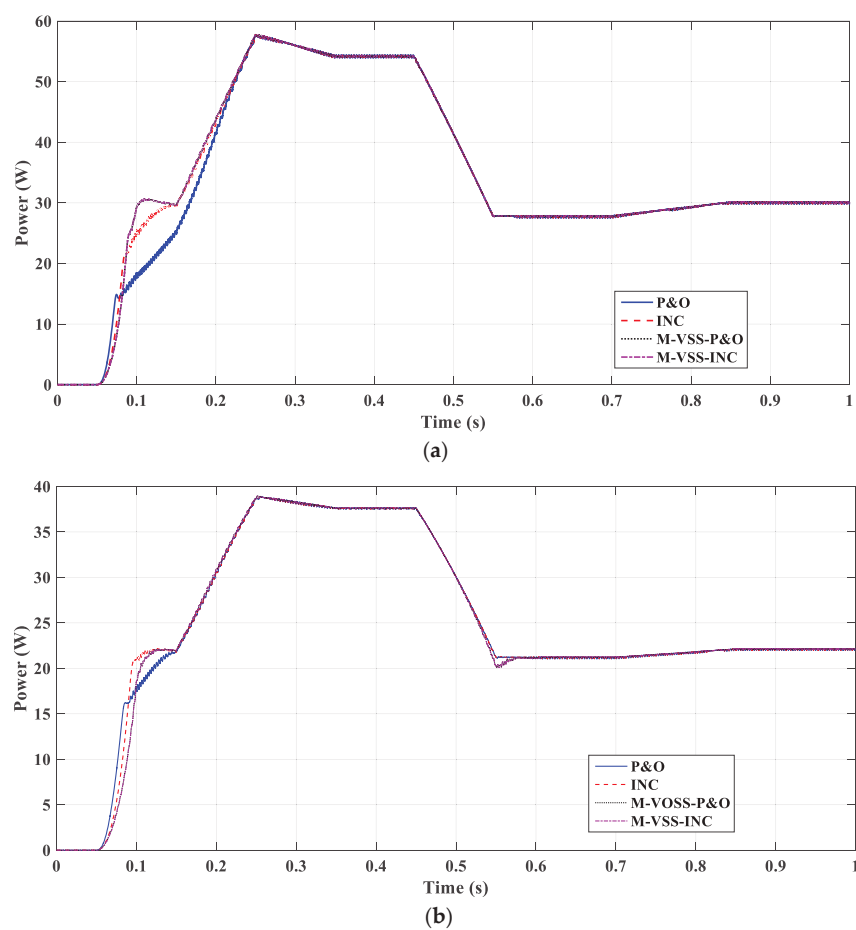 60
50
40
30
20
10
0
Power (W)
P&O
INC
M-VSS-P&O
M-VSS-INC
0 0.1 0.2 0.3 0.4 0.5 0.6 0.7 0.8 0.9 1
Time (s)
(a)
40
35
30
25
20
15
10
5
0
Power (W)
P&O
INC
M-VOSS-P&O
M-VSS-INC
0 0.1 0.2 0.3 0.4 0.5 0.6 0.7 0.8 0.9 1
Time (s)
(b)